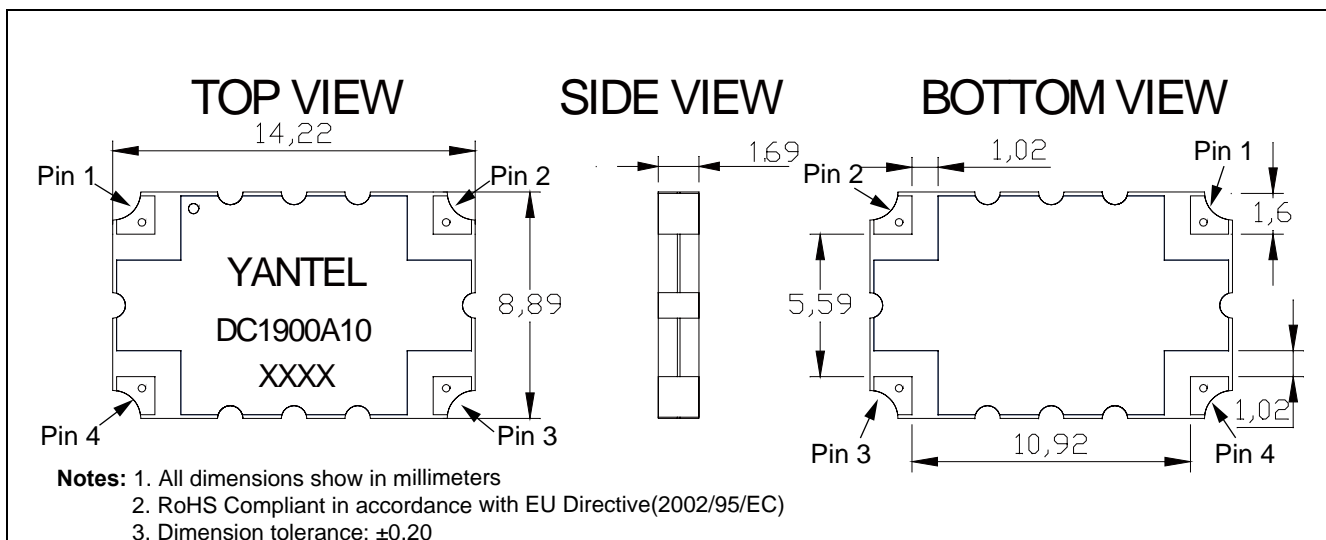 TOP VIEW
SIDE VIEW
BOTTOM VIEW
14,22
1.69
1,02
Pin 1
Pin 2
Pin 2
Pin 1
1,6
YANTEL
DC1900A10
XXXX
8,89
5,59
1,02
Pin 4
Pin 3
Pin 3
10,92
Pin 4
Notes: 1. All dimensions show in millimeters
2. RoHS Compliant in accordance with EU Directive(2002/95/EC)
3. Dimension tolerance: ±0.20